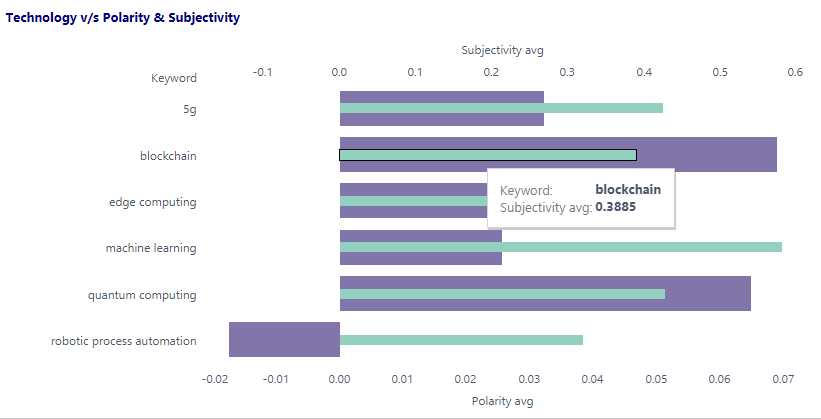 Technology v/s Polarity & Subjectivity
Subjectivity avg
-0.1 0.0 0.1 0.2 0.3 0.4 0.5 0.6
Keyword
5g
blockchain
edge computing
machine learning
quantum computing
robotic process automation
Keyword: blockchain
Subjectivity avg: 0.3885
-0.02 -0.01 0.00 0.01 0.02 0.03 0.04 0.05 0.06 0.07
Polarity avg